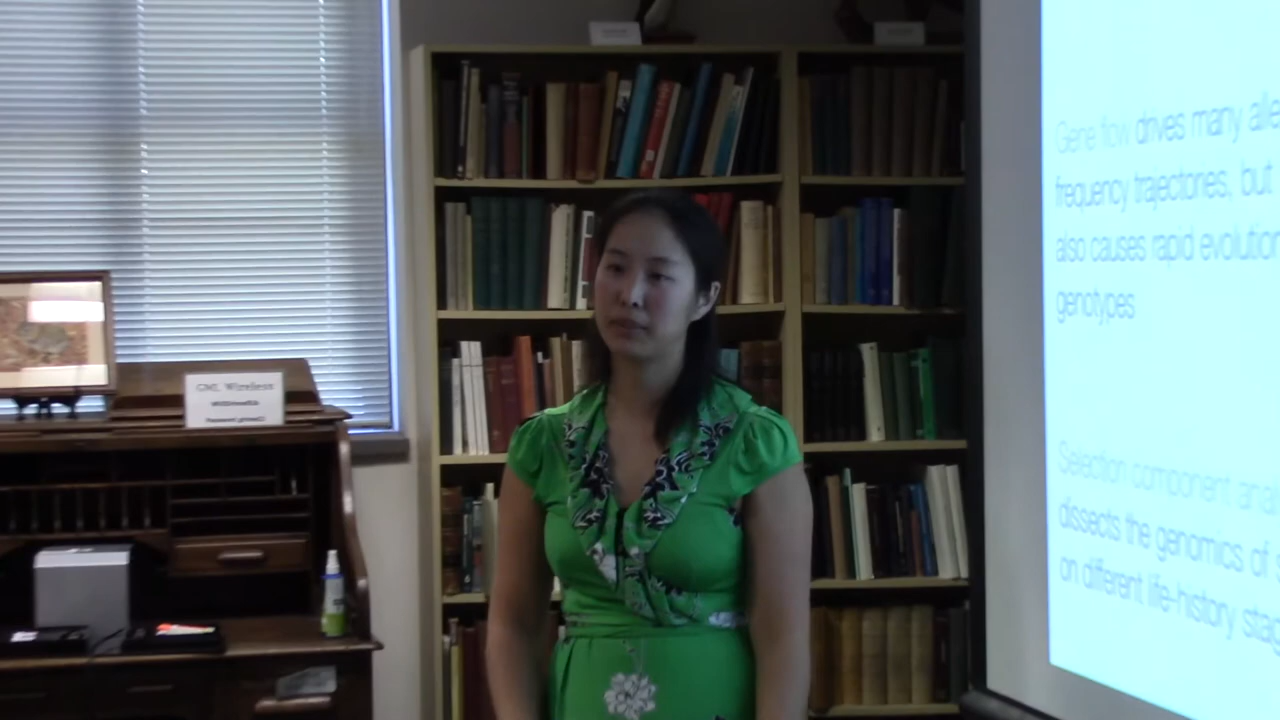 GML Wireless
Gene flow drives many alle
frequency trajectories, but
also causes rapid evolution
genotypes
Selection component ana
dissects the genomics of s
on different life-history stag